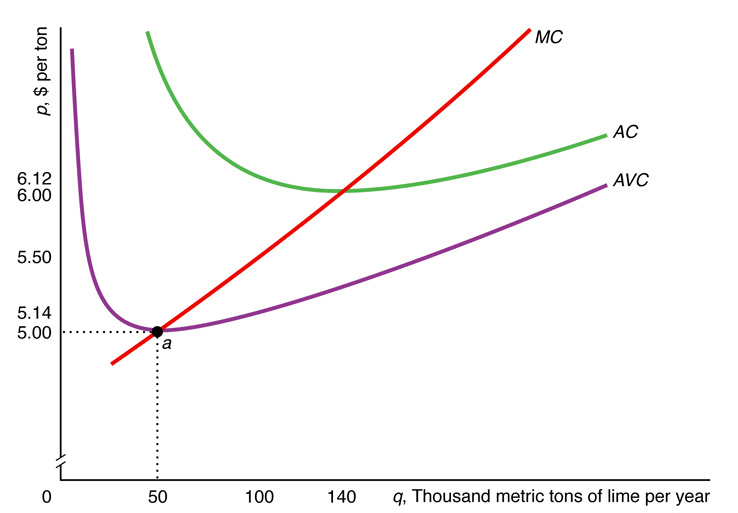 p, $ per ton
MC
AC
AVC
6.12
6.00
5.50
5.14
5.00
a
0
50
100
140
q, Thousand metric tons of lime per year